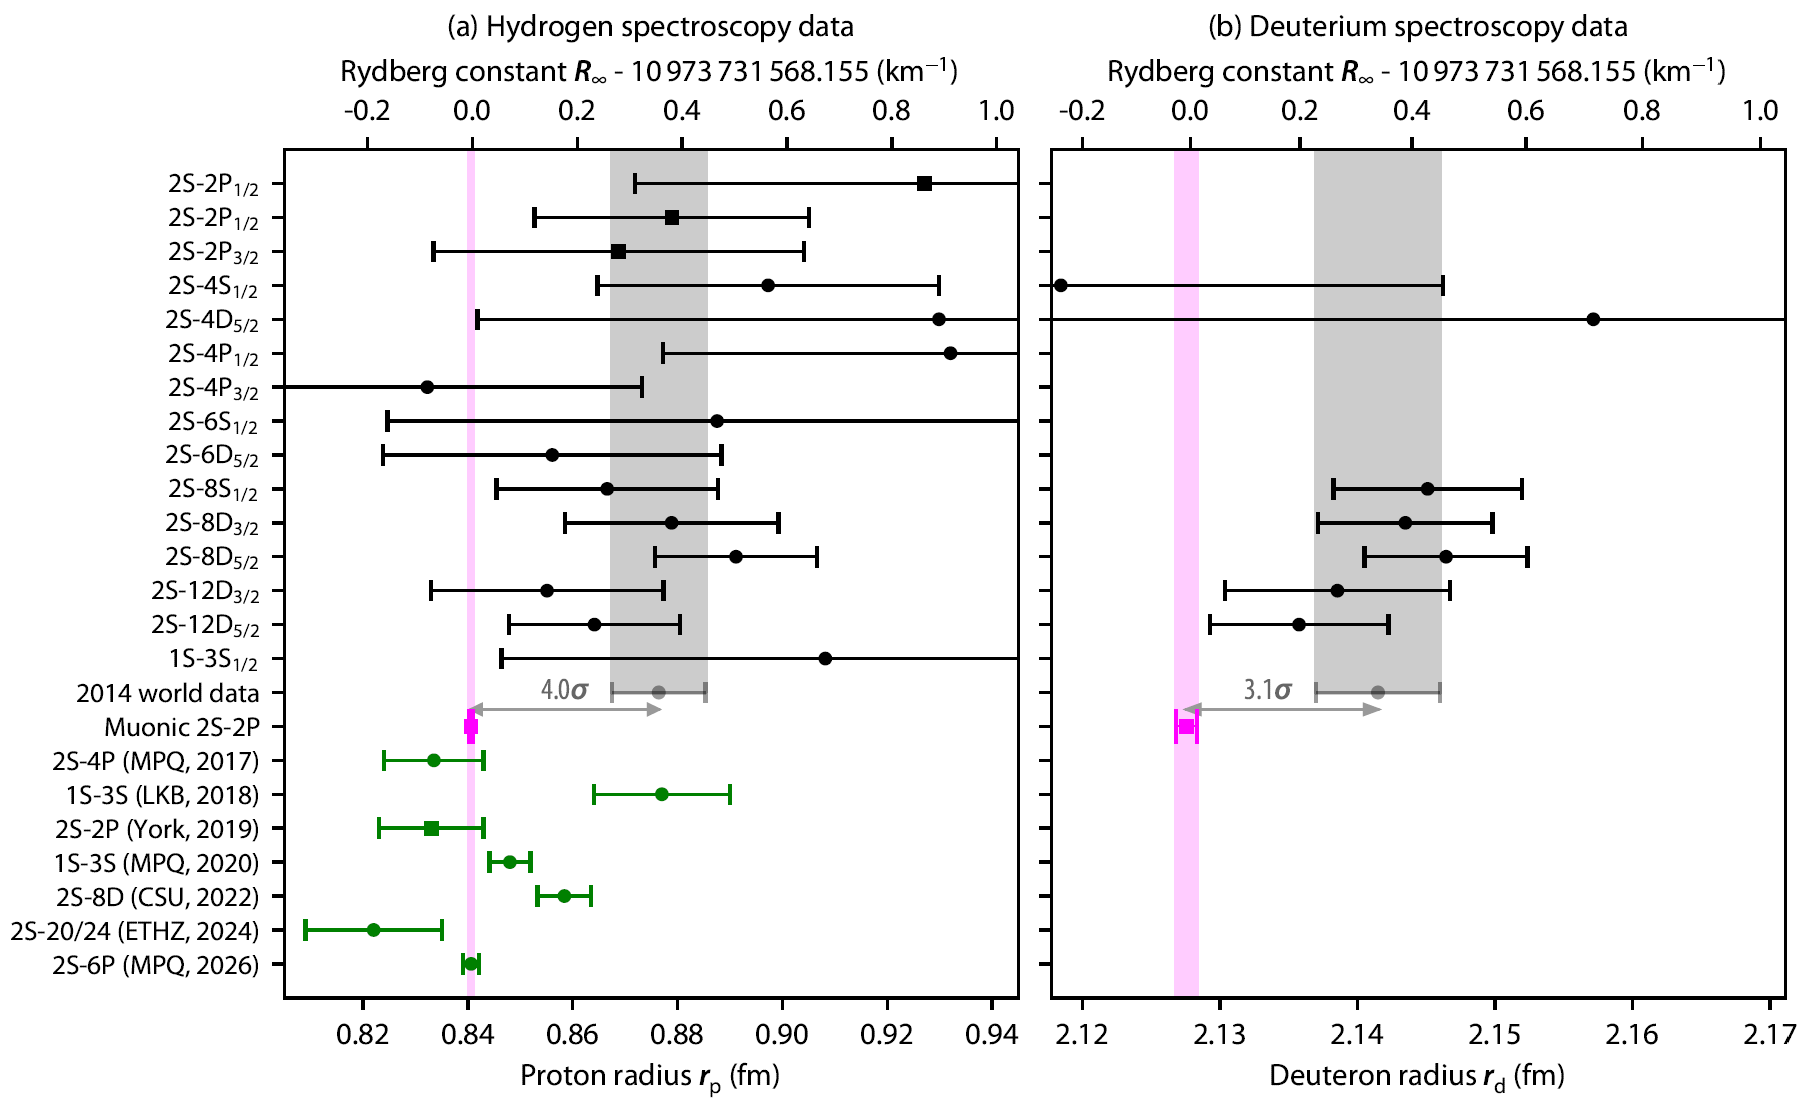 (a) Hydrogen spectroscopy data
Rydberg constant R∞ - 10 973 731 568.155 (km−1)
-0.2 0.0 0.2 0.4 0.6 0.8 1.0
(b) Deuterium spectroscopy data
Rydberg constant R∞ - 10 973 731 568.155 (km−1)
-0.2 0.0 0.2 0.4 0.6 0.8 1.0
2S-2P1/2
2S-2P1/2
2S-2P3/2
2S-4S1/2
2S-4D5/2
2S-4P1/2
2S-4P3/2
2S-6S1/2
2S-6D5/2
2S-8S1/2
2S-8D3/2
2S-8D5/2
2S-12D3/2
2S-12D5/2
1S-3S1/2
2014 world data
Muonic 2S-2P
2S-4P (MPQ, 2017)
1S-3S (LKB, 2018)
2S-2P (York, 2019)
1S-3S (MPQ, 2020)
2S-8D (CSU, 2022)
2S-20/24 (ETHZ, 2024)
2S-6P (MPQ, 2026)
4.0σ
3.1σ
0.82 0.84 0.86 0.88 0.90 0.92 0.94
Proton radius rp (fm)
2.12 2.13 2.14 2.15 2.16 2.17
Deuteron radius rd (fm)